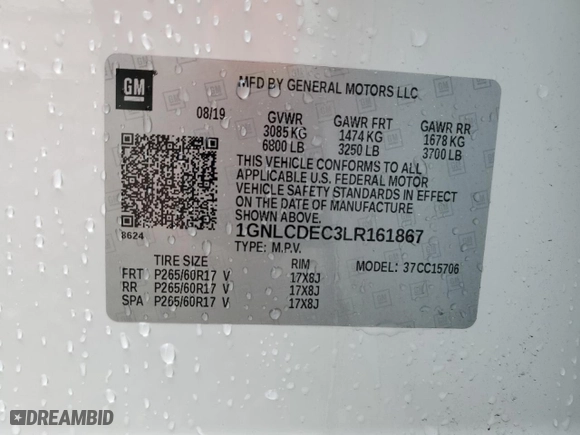 GM
MFD BY GENERAL MOTORS LLC
08/19 GVWR GAWR FRT GAWR RR
3085 KG 1474 KG 1678 KG
6800 LB 3250 LB 3700 LB
THIS VEHICLE CONFORMS TO ALL
APPLICABLE U.S. FEDERAL MOTOR
VEHICLE SAFETY STANDARDS IN EFFECT
ON THE DATE OF MANUFACTURE
SHOWN ABOVE.
8624 1GNLCDEC3LR161867
TYPE: M.P.V.
TIRE SIZE RIM MODEL: 37CC15706
FRT P265/60R17 V 17X8J
RR P265/60R17 V 17X8J
SPA P265/60R17 V 17X8J
DREAMBID